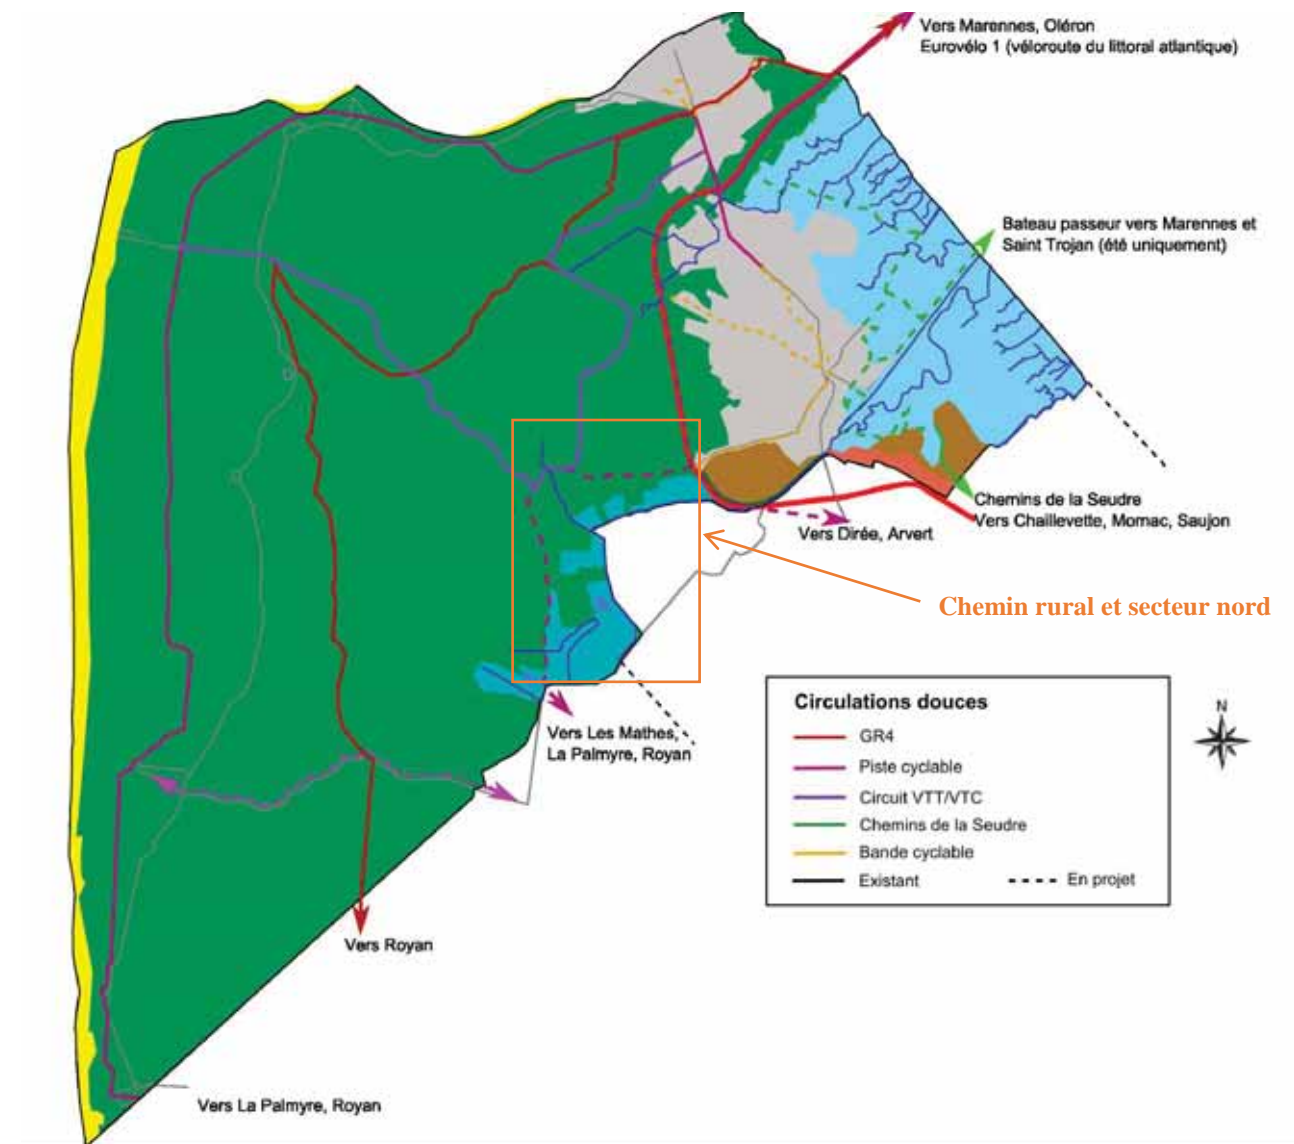 Vers Marennes, Oléron
Eurovélo 1 (véloroute du littoral atlantique)
Bateau passeur vers Marennes et
Saint Trojan (été uniquement)
Chemins de la Seudre
Vers Chaillevette, Mornac, Saujon
Vers Dirée, Arvert
Chemin rural et secteur nord
Vers Les Mathes,
La Palmyre, Royan
Circulations douces
GR4
Piste cyclable
Circuit VTT/VTC
Chemins de la Seudre
Bande cyclable
Existant
En projet
N
Vers Royan
Vers La Palmyre, Royan